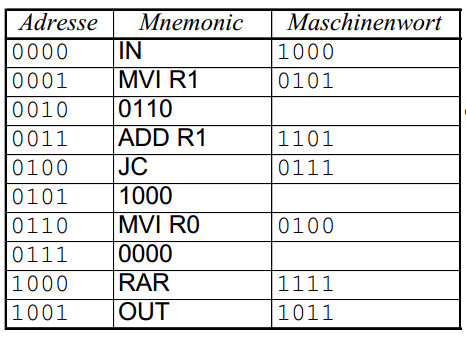 Adresse Mnemonic Maschinenwort
0000 IN 1000
0001 MVI R1 0101
0010 0110
0011 ADD R1 1101
0100 JC 0111
0101 1000
0110 MVI R0 0100
0111 0000
1000 RAR 1111
1001 OUT 1011